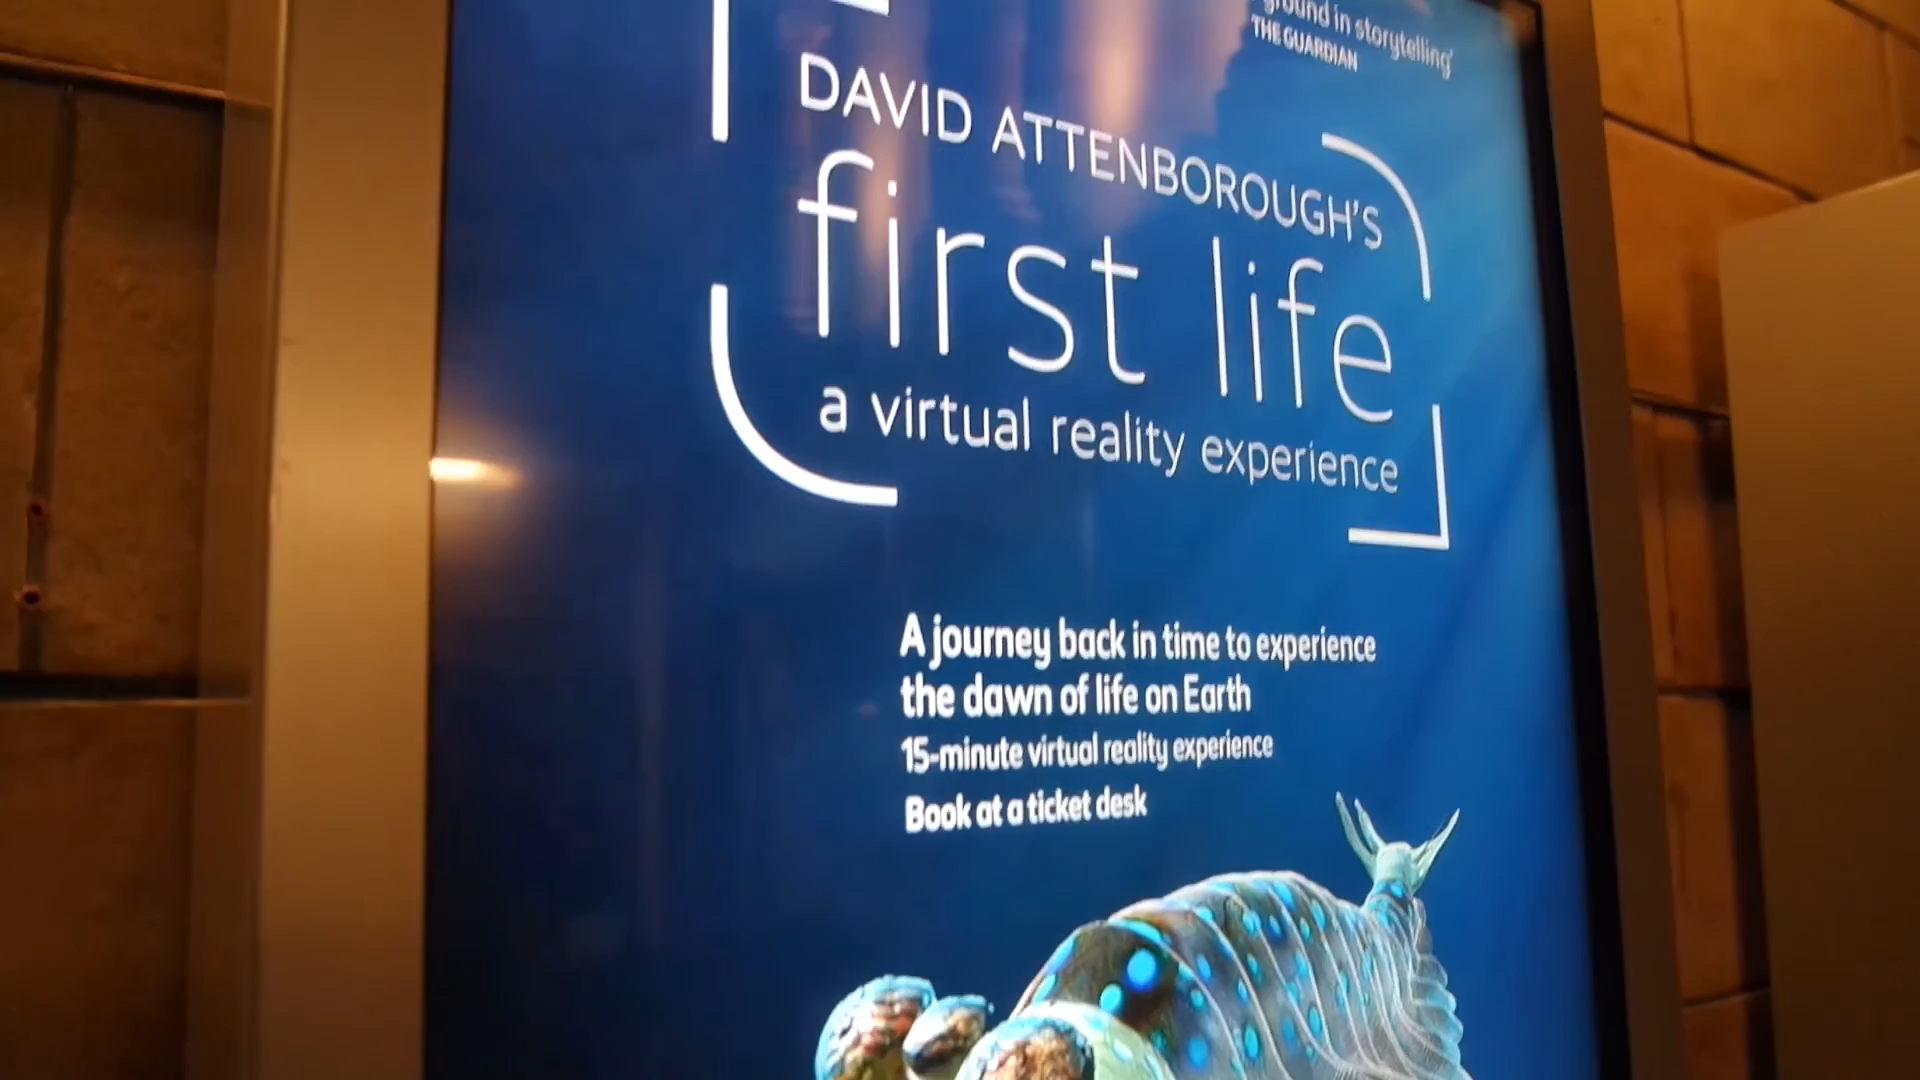 ground in storytelling'
THE GUARDIAN
DAVID ATTENBOROUGH'S
first life
a virtual reality experience
A journey back in time to experience
the dawn of life on Earth
15-minute virtual reality experience
Book at a ticket desk